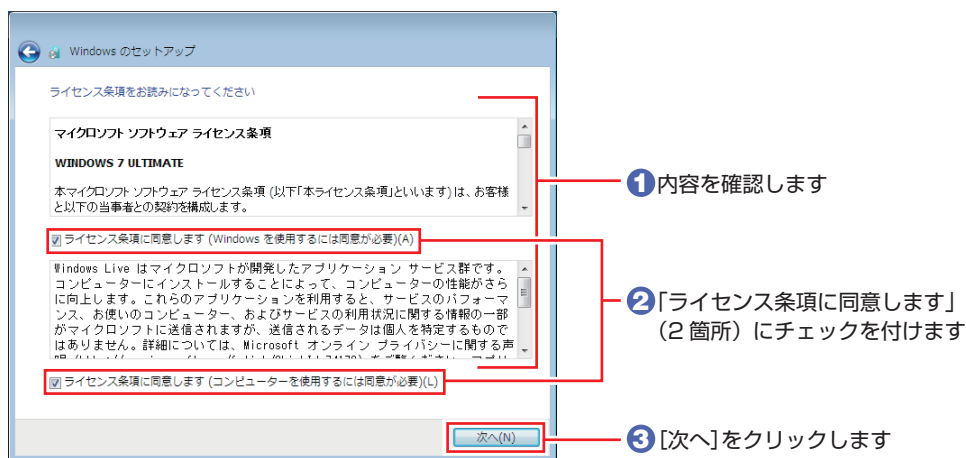 Windows のセットアップ
ライセンス条項をお読みになってください
マイクロソフト ソフトウェア ライセンス条項
WINDOWS 7 ULTIMATE
本マイクロソフト ソフトウェア ライセンス条項 (以下「本ライセンス条項」といいます) は、お客様
と以下の当事者との契約を構成します。
ライセンス条項に同意します (Windows を使用するには同意が必要)(A)
Windows Live はマイクロソフトが開発したアプリケーション サービス群です。
コンピューターにインストールすることによって、コンピューターの性能がさら
に向上します。これらのアプリケーションを利用すると、サービスのパフォーマ
ンス、お使いのコンピューター、およびサービスの利用状況に関する情報の一部
がマイクロソフトに送信されますが、送信されるデータは個人を特定するもので
はありません。詳細については、Microsoft オンライン プライバシーに関する声
ライセンス条項に同意します (コンピューターを使用するには同意が必要)(L)
次へ(N)
1 内容を確認します
2 「ライセンス条項に同意します」
(2 箇所) にチェックを付けます
3 [次へ]をクリックします